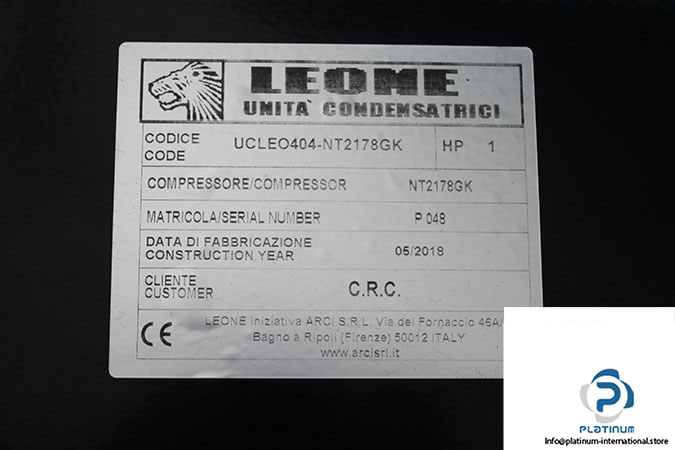 LEONE
UNITA' CONDENSATRICI
CODICE
CODE
UCLEO404-NT2178GK
HP 1
COMPRESSORE/COMPRESSOR NT2178GK
MATRICOLA/SERIAL NUMBER P 048
DATA DI FABBRICAZIONE
CONSTRUCTION YEAR
05/2018
CLIENTE
CUSTOMER
C.R.C.
CE
LEONE Iniziativa ARCI S.R.L. Via del Fornaccio 46A/
Bagno a Ripoli (Firenze) 50012 ITALY
www.arcisrl.it
PLATINUM
Info@platinum-international.store